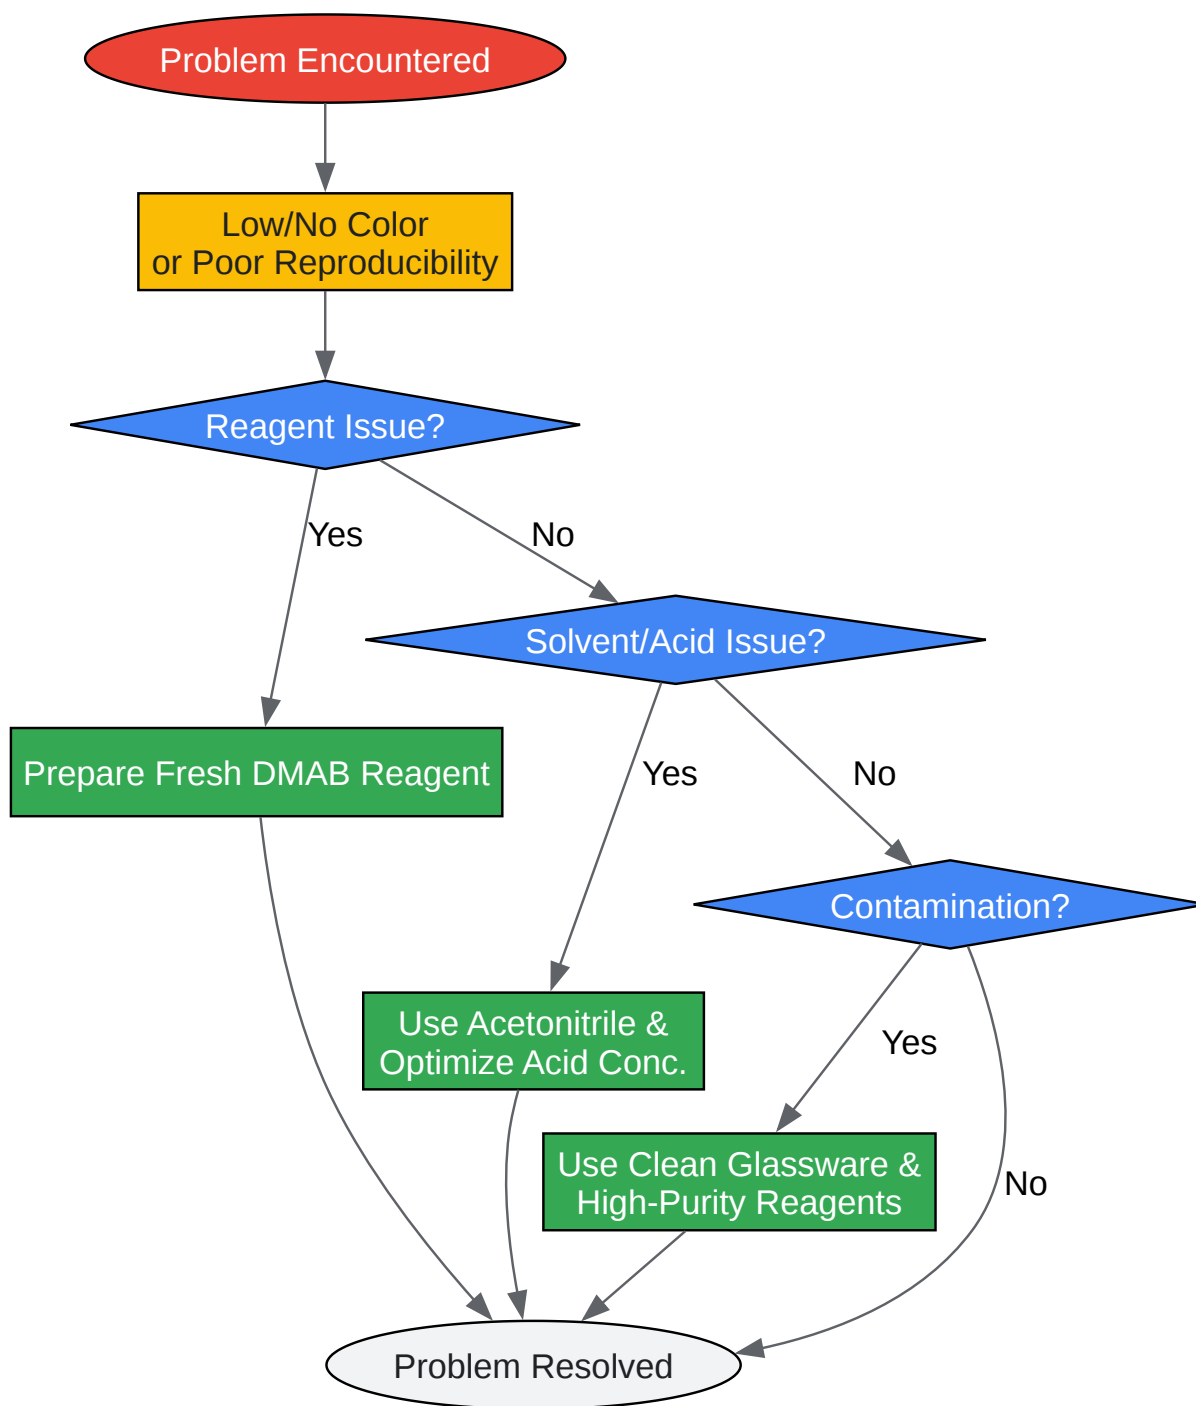 Problem Encountered
Low/No Color
or Poor Reproducibility
Reagent Issue?
Yes
No
Solvent/Acid Issue?
Prepare Fresh DMAB Reagent
Yes
No
Contamination?
Use Acetonitrile &
Optimize Acid Conc.
Yes
Use Clean Glassware &
High-Purity Reagents
No
Problem Resolved